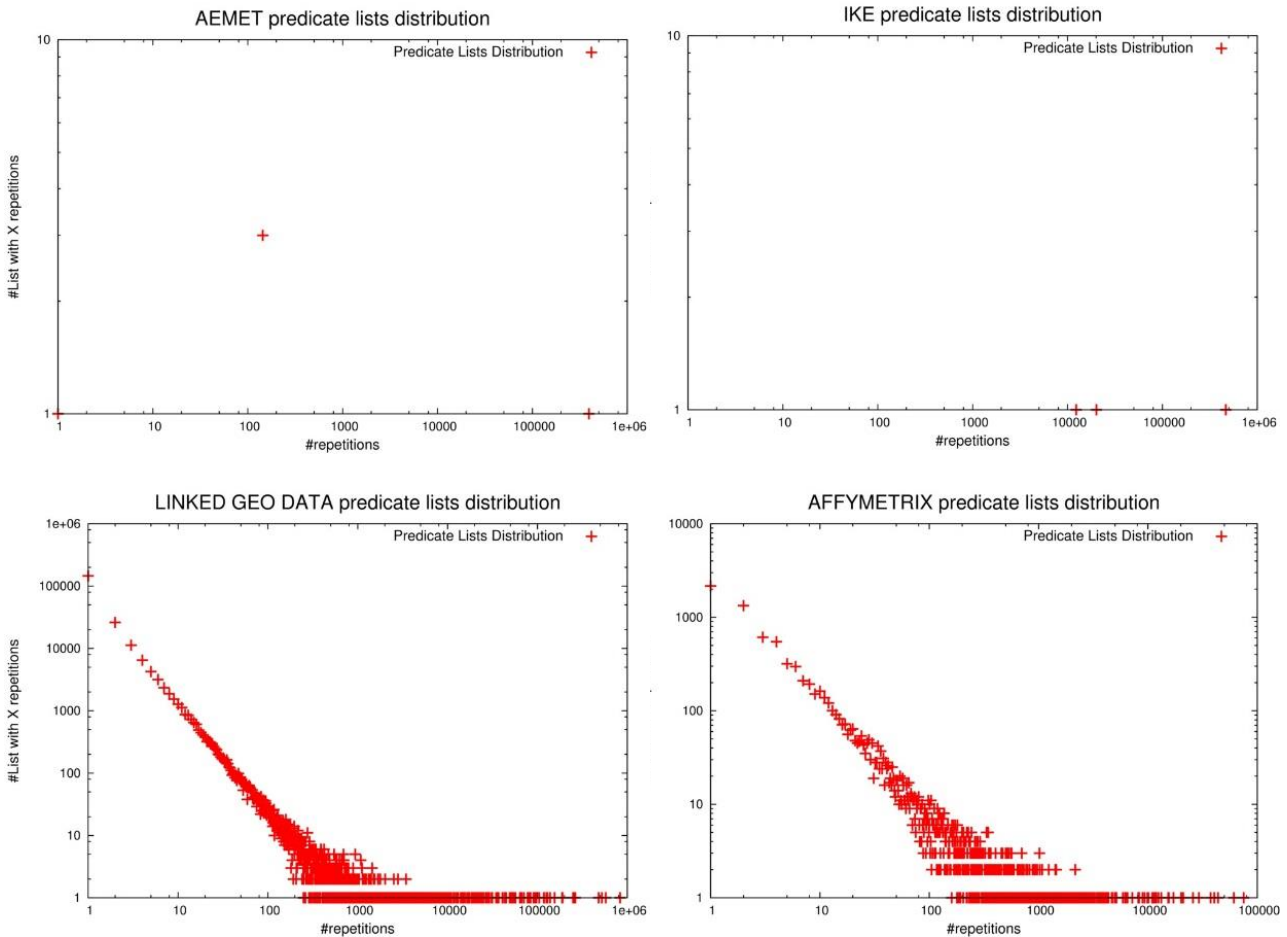 AEMET predicate lists distribution
10
Predicate Lists Distribution
#List with X repetitions
1
1 10 100 1000 10000 100000 1e+06
#repetitions
IKE predicate lists distribution
10
Predicate Lists Distribution
1
1 10 100 1000 10000 100000 1e+06
#repetitions
LINKED GEO DATA predicate lists distribution
1e+06
Predicate Lists Distribution
100000
10000
#List with X repetitions
1000
100
10
1
1 10 100 1000 10000 100000 1e+06
#repetitions
AFFYMETRIX predicate lists distribution
10000
Predicate Lists Distribution
1000
100
10
1
1 10 100 1000 10000 100000
#repetitions